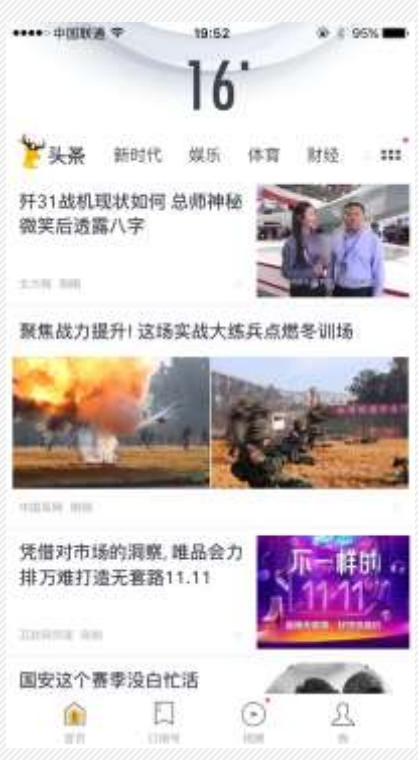 中国联通 19:52 95%
16°
头条 新时代 娱乐 体育 财经
歼31战机现状如何 总师神秘
微笑后透露八字
聚焦战力提升! 这场实战大练兵点燃冬训场
凭借对市场的洞察, 唯品会力
排万难打造无套路11.11
不一样的
11.11
国安这个赛季没白忙活
首页 订阅号 视频 我